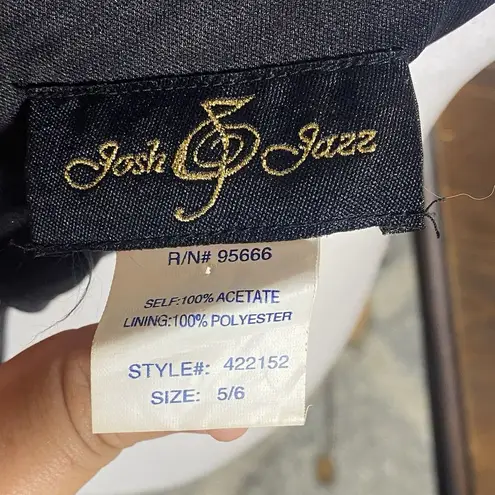 Josh & Jazz
R/N# 95666
SELF:100% ACETATE
LINING:100% POLYESTER
STYLE#: 422152
SIZE: 5/6